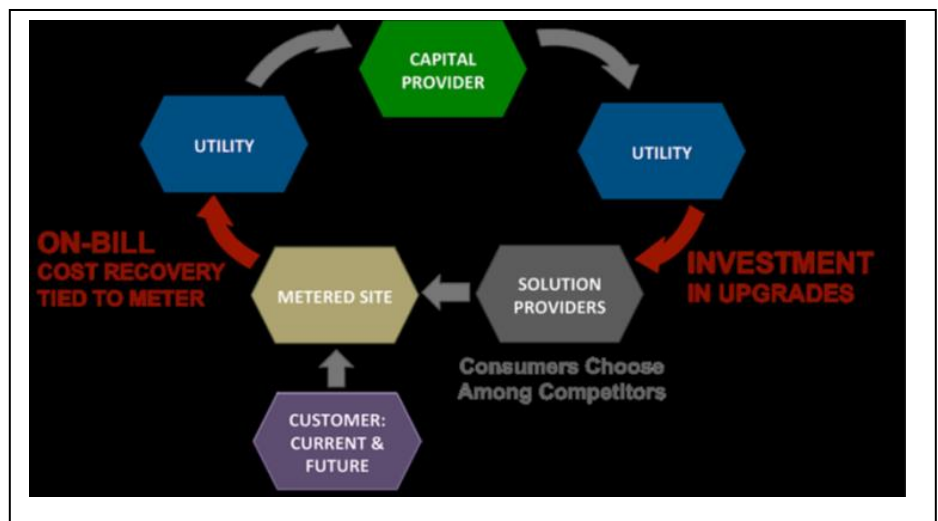 CAPITAL
PROVIDER
UTILITY
UTILITY
ON-BILL
COST RECOVERY
TIED TO METER
INVESTMENT
IN UPGRADES
METERED SITE
SOLUTION
PROVIDERS
Consumers Choose
Among Competitors
CUSTOMER:
CURRENT &
FUTURE